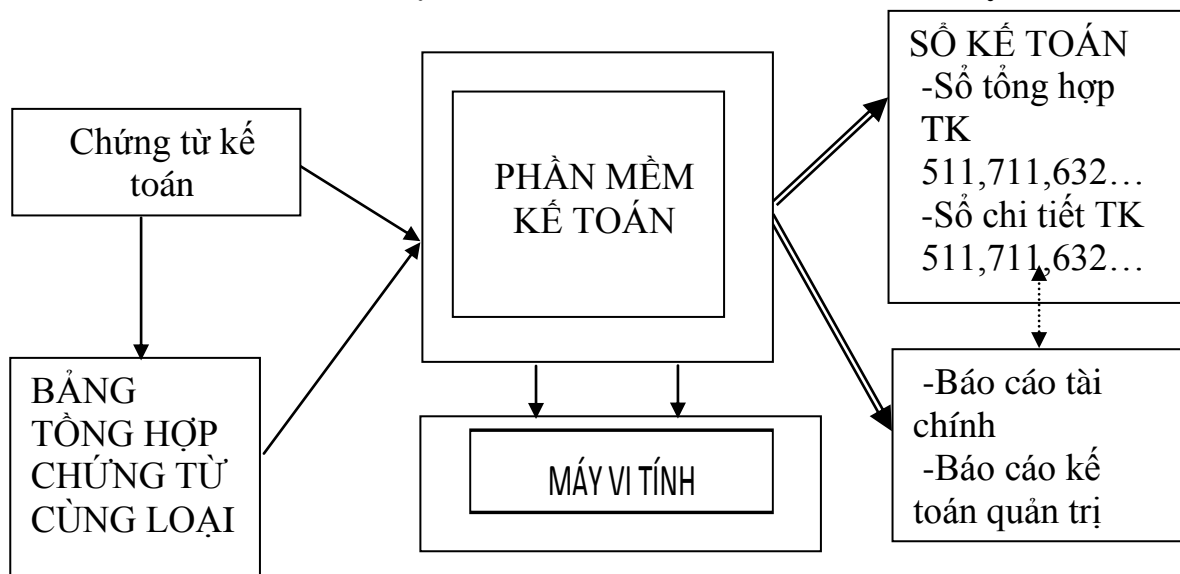 Chứng từ kế
toán
BẢNG
TỒNG HỢP
CHỨNG TỪ
CÙNG LOẠI
PHẦN MỀM
KẾ TOÁN
MÁY VI TÍNH
SỔ KẾ TOÁN
-Sổ tổng hợp
TK
511,711,632…
-Sổ chi tiết TK
511,711,632…
-Báo cáo tài
chính
-Báo cáo kế
toán quản trị